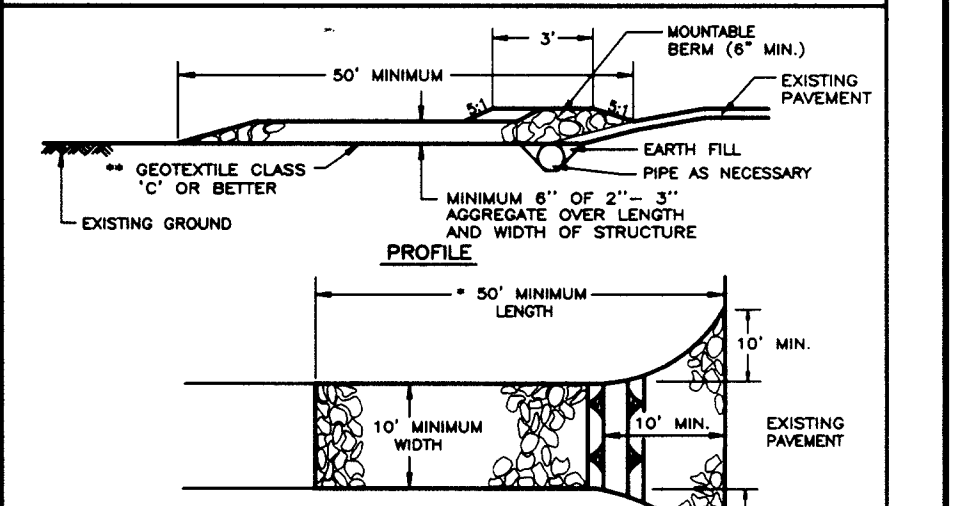 3'
MOUNTABLE
BERM (6" MIN.)
50' MINIMUM
5:1
5:1
EXISTING
PAVEMENT
EARTH FILL
** GEOTEXTILE CLASS
'C' OR BETTER
PIPE AS NECESSARY
MINIMUM 6" OF 2"- 3"
AGGREGATE OVER LENGTH
AND WIDTH OF STRUCTURE
EXISTING GROUND
PROFILE
* 50' MINIMUM
LENGTH
10' MIN.
10' MINIMUM
WIDTH
10' MIN.
EXISTING
PAVEMENT